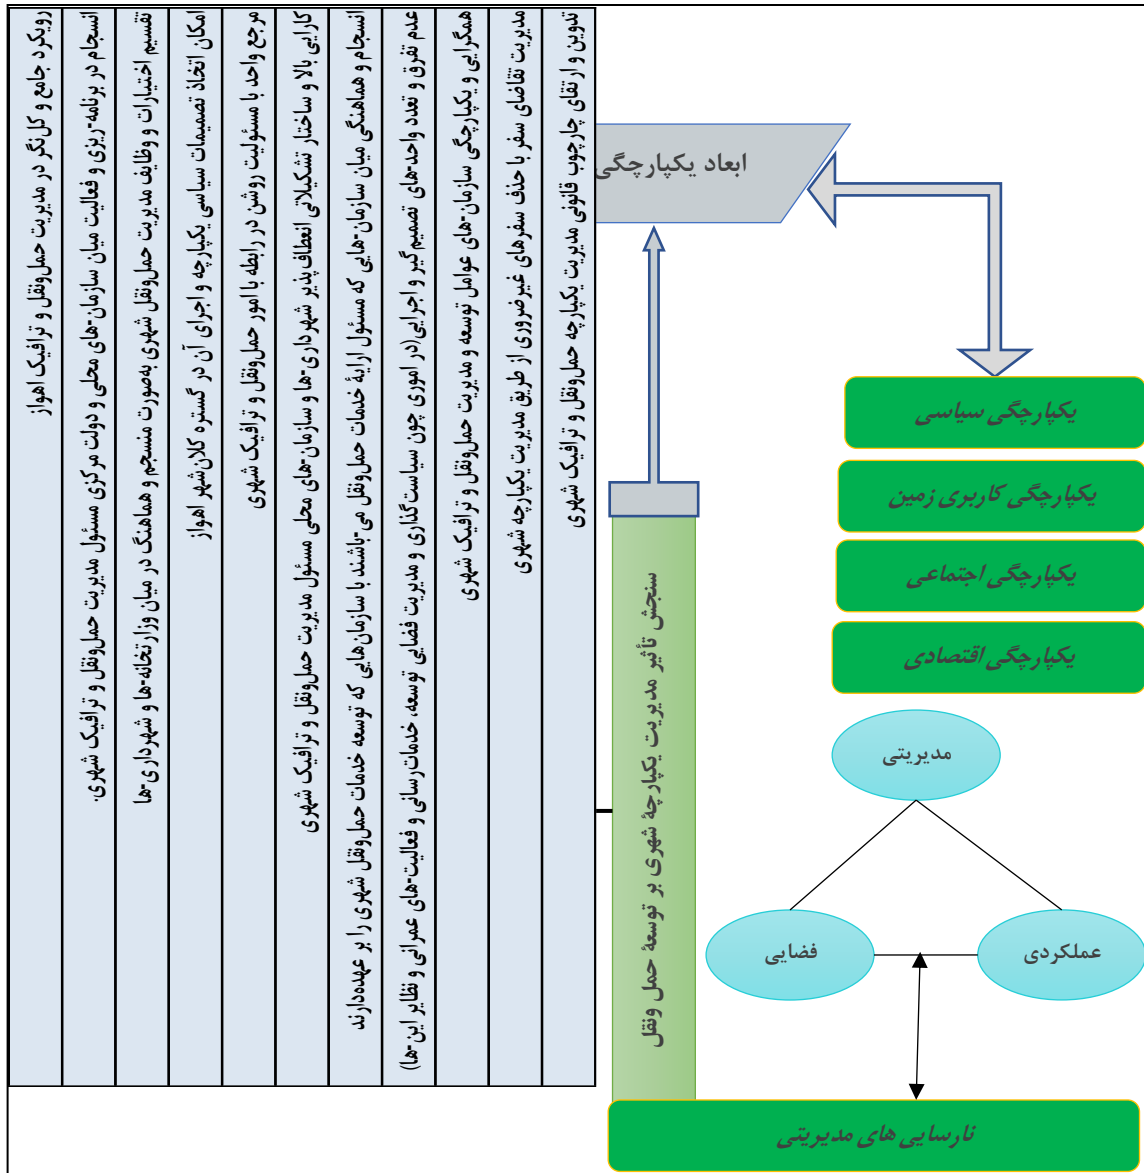 ابعاد یکپارچگی
یکپارچگی سیاسی
یکپارچگی کاربری زمین
یکپارچگی اجتماعی
یکپارچگی اقتصادی
مدیریتی
فضایی
عملکردی
نارسایی های مدیریتی
سنجش تأثیر مدیریت یکپارچۀ شهری بر توسعۀ حمل ونقل
تدوین و ارتقای چارچوب قانونی مدیریت یکپارچه حمل‌ونقل و ترافیک شهری
مدیریت تقاضای سفر با حذف سفرهای غیرضروری از طریق مدیریت یکپارچه شهری
همگرایی و یکپارچگی سازمان-های عوامل توسعه و مدیریت حمل‌ونقل و ترافیک شهری
عدم تفرق و تعدد واحد-های تصمیم‌گیر و اجرایی(در اموری چون سیاست‌گذاری و مدیریت فضایی توسعه، خدمات‌رسانی و فعالیت-های عمرانی و نظایر این-ها)
انسجام و هماهنگی میان سازمان-هایی که مسئول ارایۀ خدمات حمل‌ونقل می-باشند با سازمان‌هایی که توسعه خدمات حمل‌ونقل شهری را بر عهده‌دارند
کارایی بالا و ساختار تشکیلاتی انعطاف‌پذیر شهرداری-ها و سازمان-های محلی مسئول مدیریت حمل‌ونقل و ترافیک شهری
مرجع واحد با مسئولیت روشن در رابطه با امور حمل‌ونقل و ترافیک شهری
امکان اتخاذ تصمیمات سیاسی یکپارچه و اجرای آن در گستره کلان‌شهر اهواز
تقسیم اختیارات و وظایف مدیریت حمل‌ونقل شهری به‌صورت منسجم و هماهنگ در میان وزارتخانه-ها و شهرداری-ها
انسجام در برنامه-ریزی و فعالیت میان سازمان-های محلی و دولت مرکزی مسئول مدیریت حمل‌ونقل و ترافیک شهری.
رویکرد جامع و کل‌نگر در مدیریت حمل‌ونقل و ترافیک اهواز